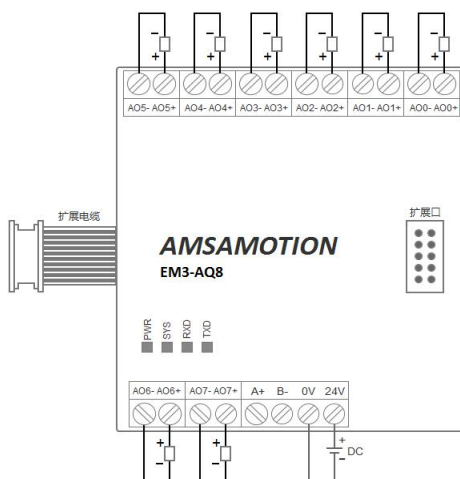 AO5- AO5+ AO4- AO4+ AO3- AO3+ AO2- AO2+ AO1- AO1+ AO0- AO0+
扩展电缆
扩展口
AMSAMOTION
EM3-AQ8
PWR
SYS
RXD
TXD
AO6- AO6+ AO7- AO7+ A+ B- 0V 24V
DC